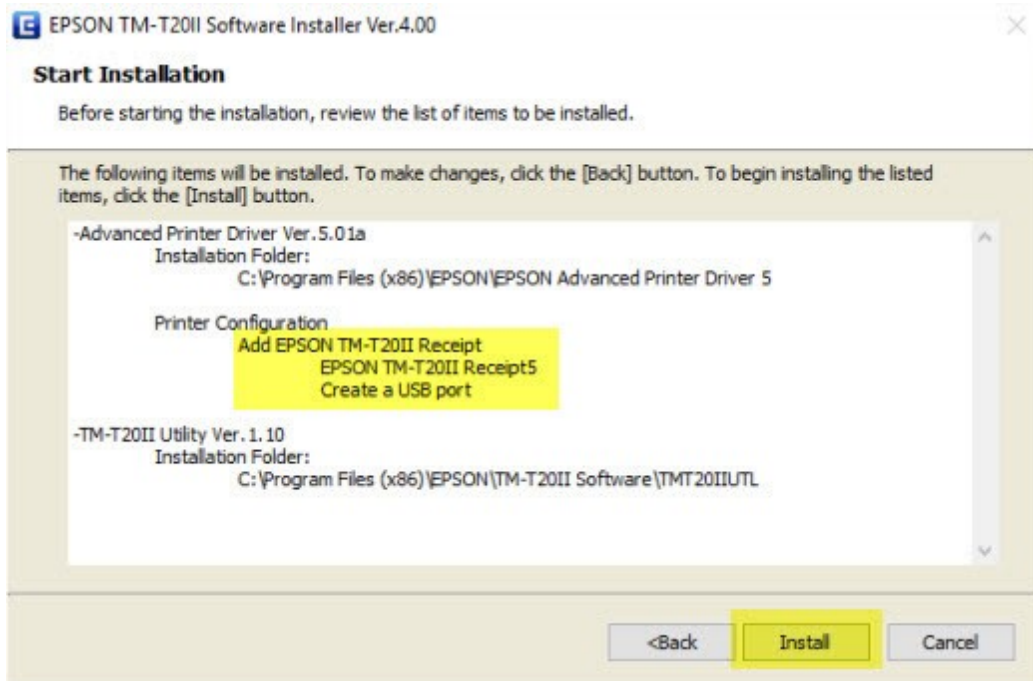 EPSON TM-T20II Software Installer Ver.4.00
Start Installation
Before starting the installation, review the list of items to be installed.
The following items will be installed. To make changes, click the [Back] button. To begin installing the listed
items, click the [Install] button.
-Advanced Printer Driver Ver.5.01a
Installation Folder:
C:\Program Files (x86)\EPSON\EPSON Advanced Printer Driver 5
Printer Configuration
Add EPSON TM-T20II Receipt
EPSON TM-T20II Receipt5
Create a USB port
-TM-T20II Utility Ver.1.10
Installation Folder:
C:\Program Files (x86)\EPSON\TM-T20II Software\TMT20IIUTL
<Back
Install
Cancel